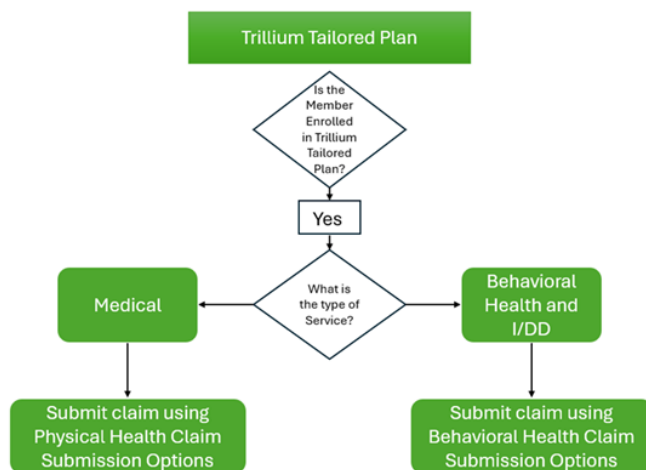 Trillium Tailored Plan
Is the
Member
Enrolled
in Trillium
Tailored
Plan?
Yes
What is
the type of
Service?
Medical
Behavioral
Health and
I/DD
Submit claim using
Physical Health Claim
Submission Options
Submit claim using
Behavioral Health Claim
Submission Options